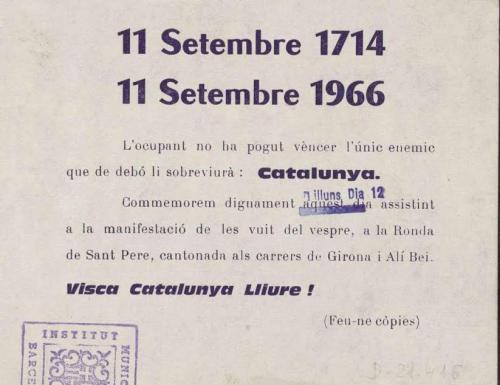 11 Setembre 1714
11 Setembre 1966
L'ocupant no ha pogut vèncer l'únic enemic
que de debó li sobreviurà : Catalunya.
dilluns Dia 12
Commemorem dignament aquest dia assistint
a la manifestació de les vuit del vespre, a la Ronda
de Sant Pere, cantonada als carrers de Girona i Alí Bei.
Visca Catalunya Lliure !
(Feu-ne còpies)
INSTITUT
MUNIC
BARCE